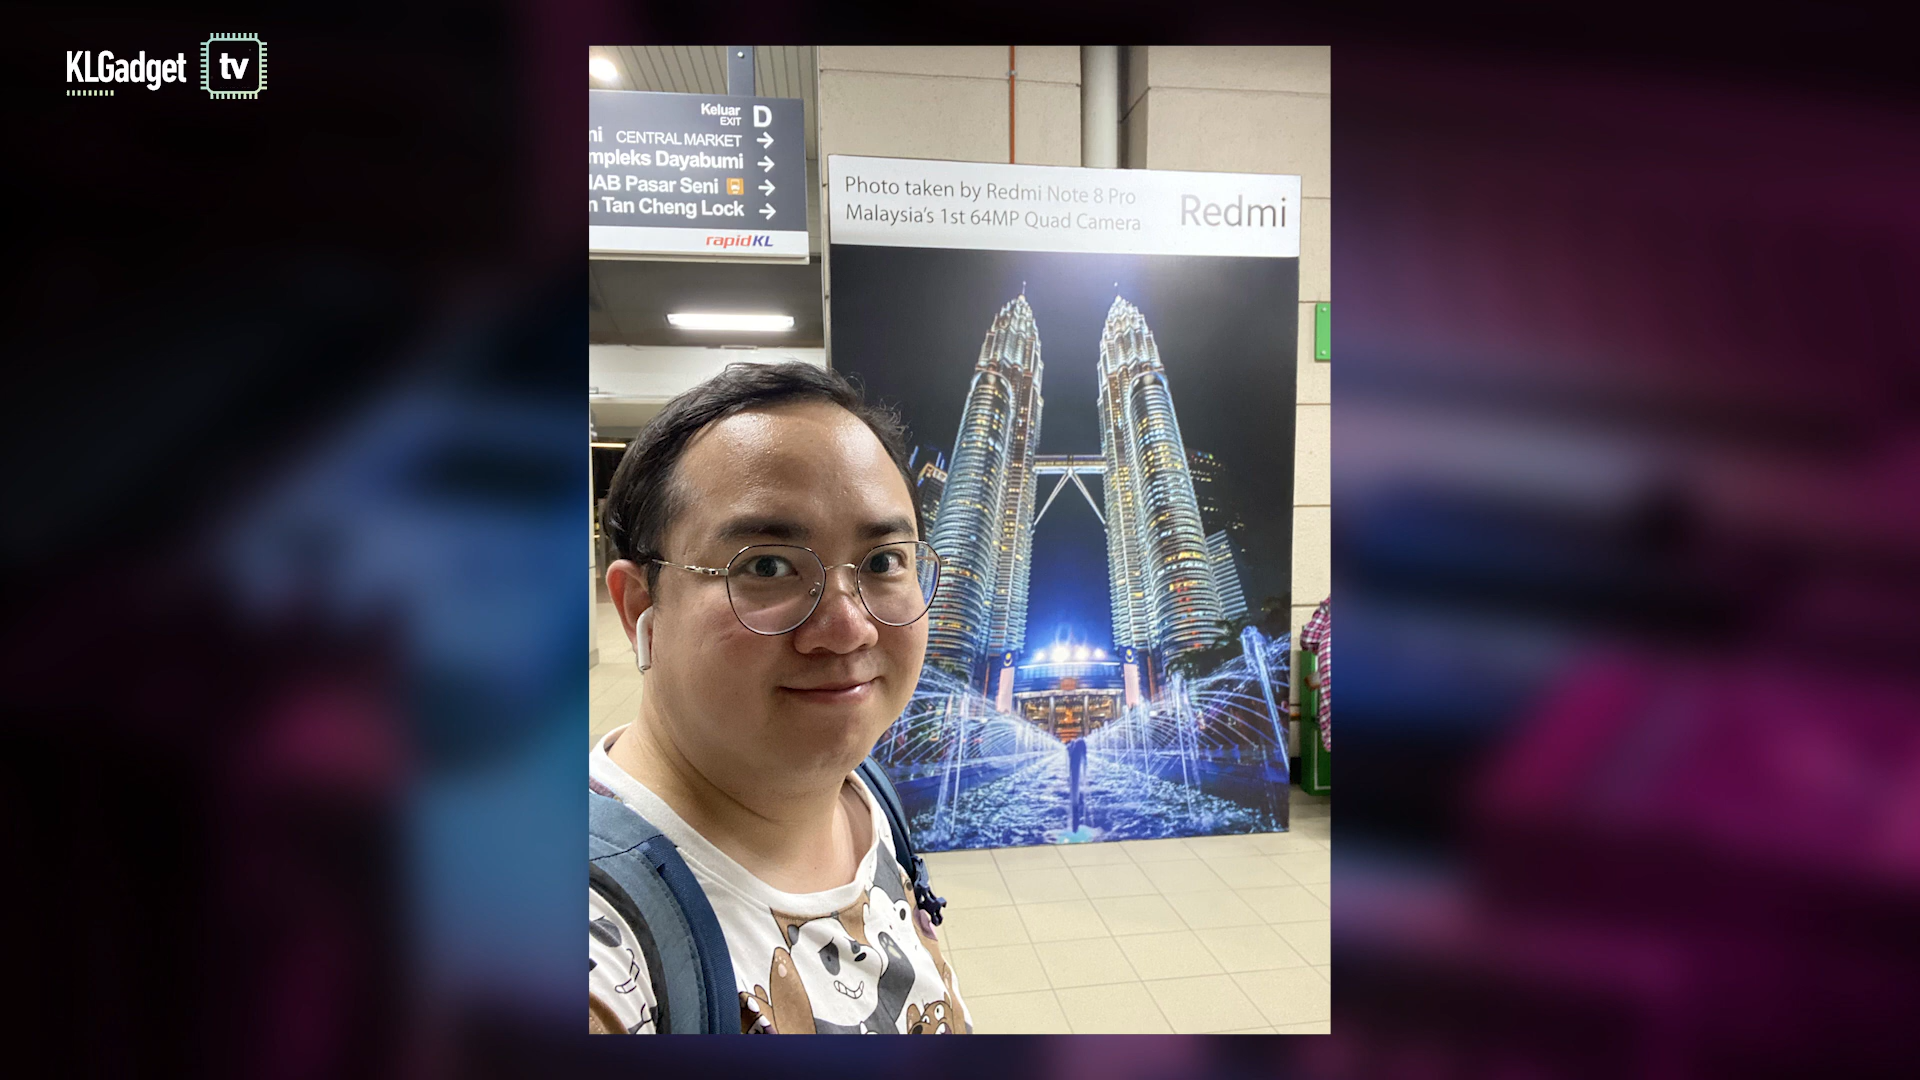 KLGadget tv
Keluar D
EXIT
ni CENTRAL MARKET
mpleks Dayabumi
AB Pasar Seni
n Tan Cheng Lock
rapidKL
Photo taken by Redmi Note 8 Pro
Malaysia's 1st 64MP Quad Camera
Redmi